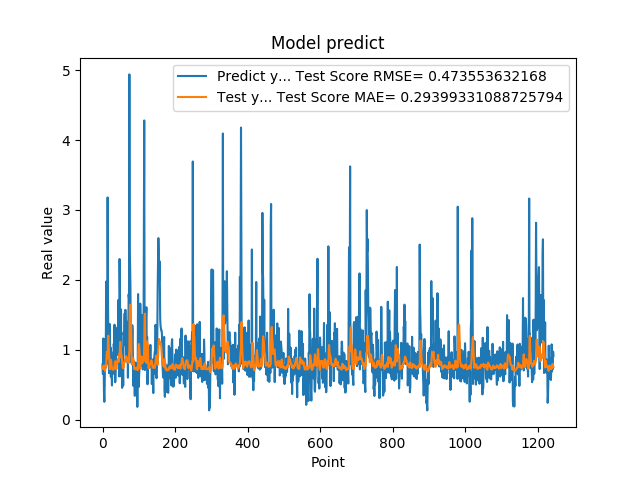 Model predict
Predict y... Test Score RMSE= 0.473553632168
Test y... Test Score MAE= 0.29399331088725794
5
4
3
2
1
0
Real value
0 200 400 600 800 1000 1200
Point